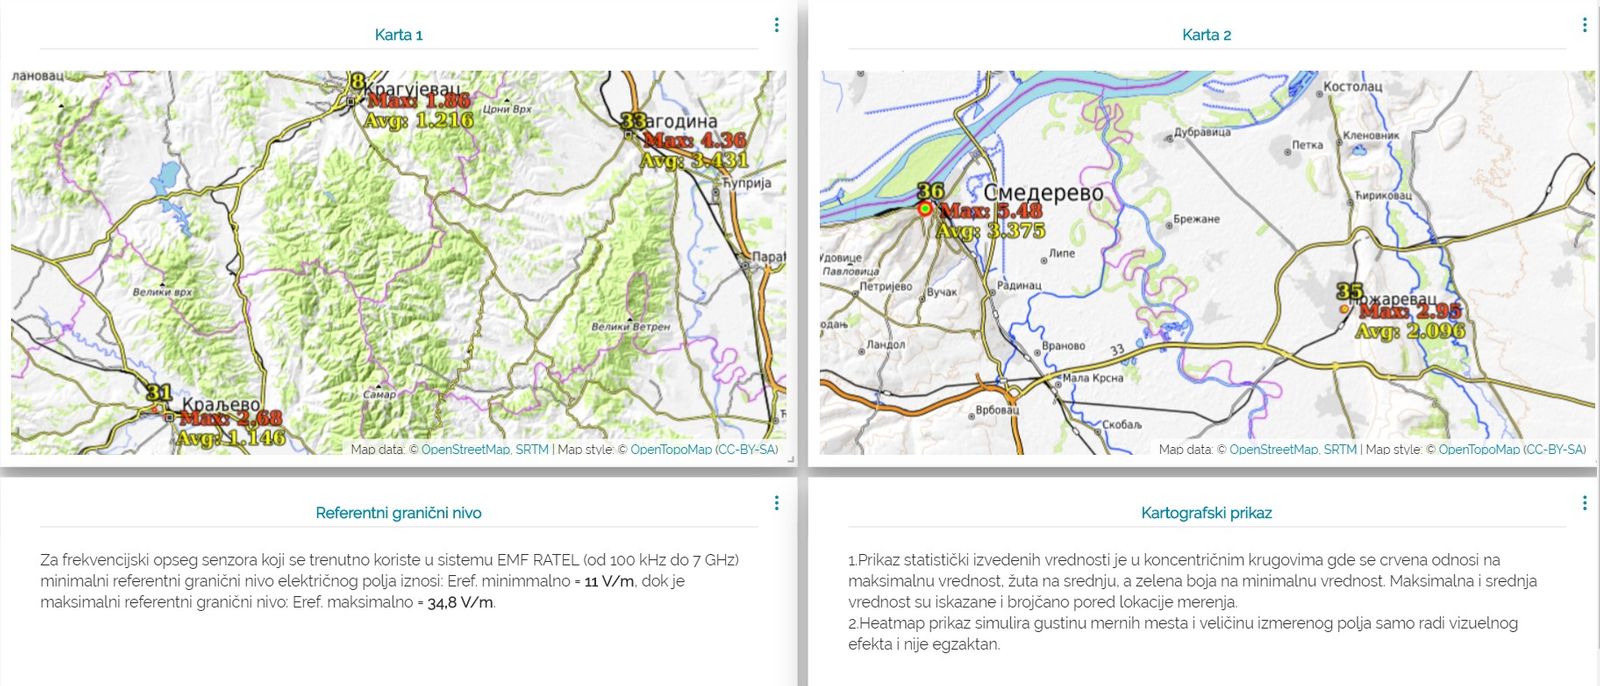 Karta 1
лановац
8
Крагујевац
Max: 1.86
Avg: 1.216
Црни Врх
33
Јагодина
Max: 4.36
Avg: 3.431
Ћуприја
Параћ
Велики врх
Велики Ветрен
Самар
31
Краљево
Max: 2.68
Avg: 1.146
Map data: © OpenStreetMap, SRTM | Map style: © OpenTopoMap (CC-BY-SA)
Karta 2
Костолац
Дубравица
Кленовник
Петка
36
Смедерево
Max: 5.48
Avg: 3.375
Ћириковац
Брежане
Липе
Удовице
Павловица
Петријево
Вучак
Радинац
35
Пожаревац
Max: 2.95
Avg: 2.096
одањ
Ландол
Враново
33
Мала Крсна
Врбовац
Скобаљ
Map data: © OpenStreetMap, SRTM | Map style: © OpenTopoMap (CC-BY-SA)
Referentni granični nivo
Za frekvencijski opseg senzora koji se trenutno koriste u sistemu EMF RATEL (od 100 kHz do 7 GHz)
minimalni referentni granični nivo električnog polja iznosi: Eref. minimmalno = 11 V/m, dok je
maksimalni referentni granični nivo: Eref. maksimalno = 34,8 V/m.
Kartografski prikaz
1.Prikaz statistički izvedenih vrednosti je u koncentričnim krugovima gde se crvena odnosi na
maksimalnu vrednost, žuta na srednju, a zelena boja na minimalnu vrednost. Maksimalna i srednja
vrednost su iskazane i brojčano pored lokacije merenja.
2.Heatmap prikaz simulira gustinu mernih mesta i veličinu izmerenog polja samo radi vizuelnog
efekta i nije egzaktan.